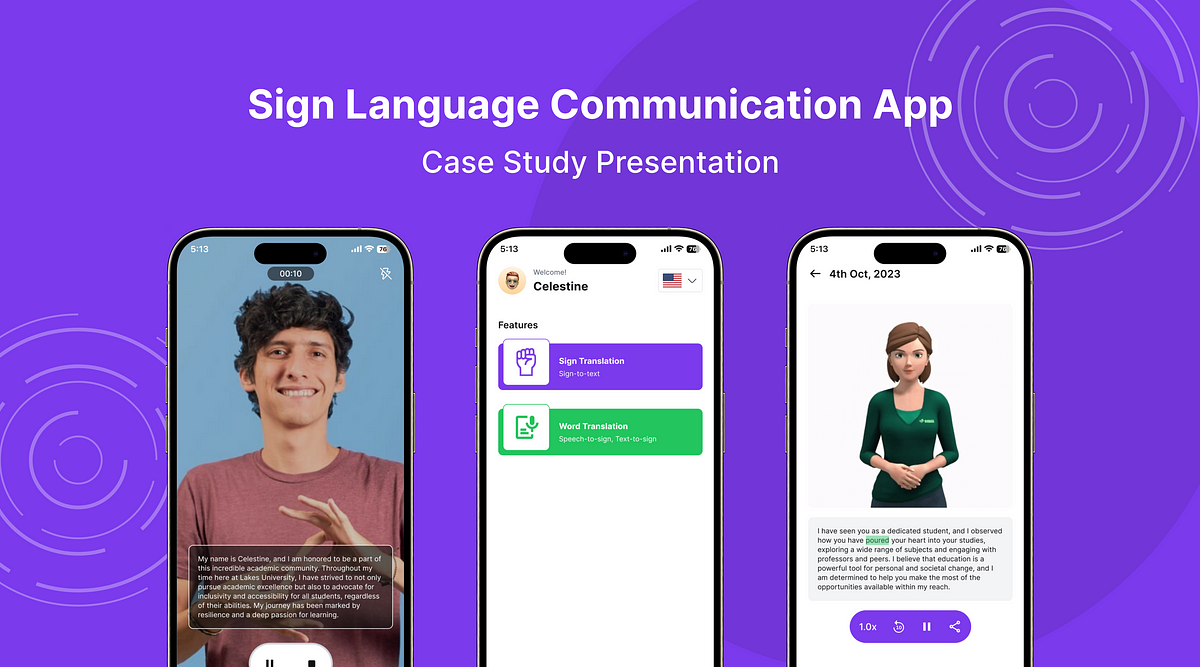 Sign Language Communication App
Case Study Presentation
5:13
76
00:10
My name is Celestine, and I am honored to be a part of
this incredible academic community. Throughout my
time here at Lakes University, I have strived to not only
pursue academic excellence but also to advocate for
inclusivity and accessibility for all students, regardless
of their abilities. My journey has been marked by
resilience and a deep passion for learning.
5:13
76
Welcome!
Celestine
Features
Sign Translation
Sign-to-text
Word Translation
Speech-to-sign, Text-to-sign
5:13
76
4th Oct, 2023
I have seen you as a dedicated student, and I observed
how you have poured your heart into your studies,
exploring a wide range of subjects and engaging with
professors and peers. I believe that education is a
powerful tool for personal and societal change, and I
am determined to help you make the most of the
opportunities available within my reach.
1.0x
10